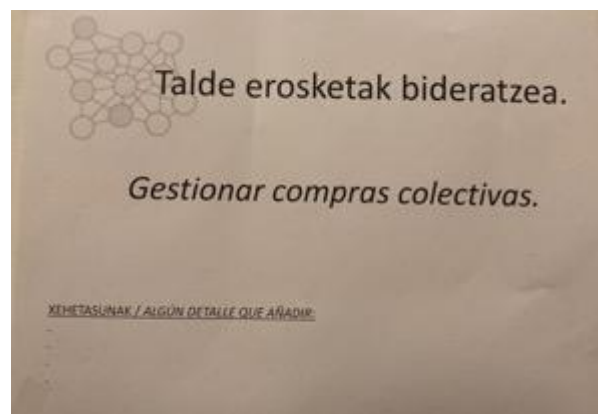 Talde erosketak bideratzea.
Gestionar compras colectivas.
XEHETASUNAK / ALGÚN DETALLE QUE AÑADIR: